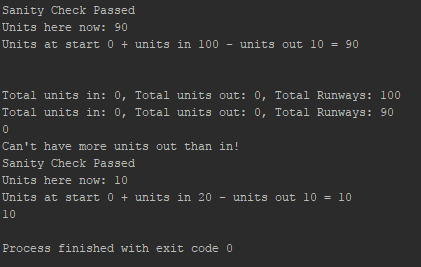 Sanity Check Passed
Units here now: 90
Units at start 0 + units in 100 - units out 10 = 90
Total units in: 0, Total units out: 0, Total Runways: 100
Total units in: 0, Total units out: 0, Total Runways: 90
0
Can't have more units out than in!
Sanity Check Passed
Units here now: 10
Units at start 0 + units in 20 - units out 10 = 10
10
Process finished with exit code 0